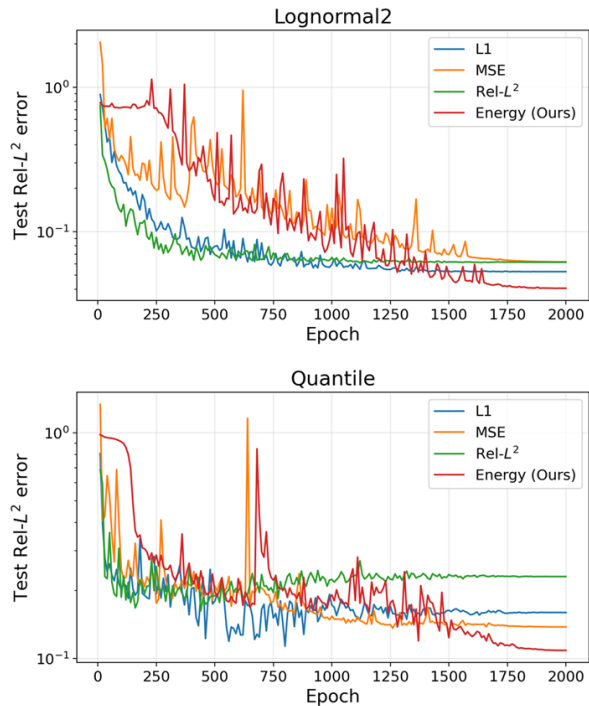 Lognormal2
Test Rel-L² error
10⁰
10⁻¹
L1
MSE
Rel-L²
Energy (Ours)
0 250 500 750 1000 1250 1500 1750 2000
Epoch
Quantile
Test Rel-L² error
10⁰
10⁻¹
L1
MSE
Rel-L²
Energy (Ours)
0 250 500 750 1000 1250 1500 1750 2000
Epoch